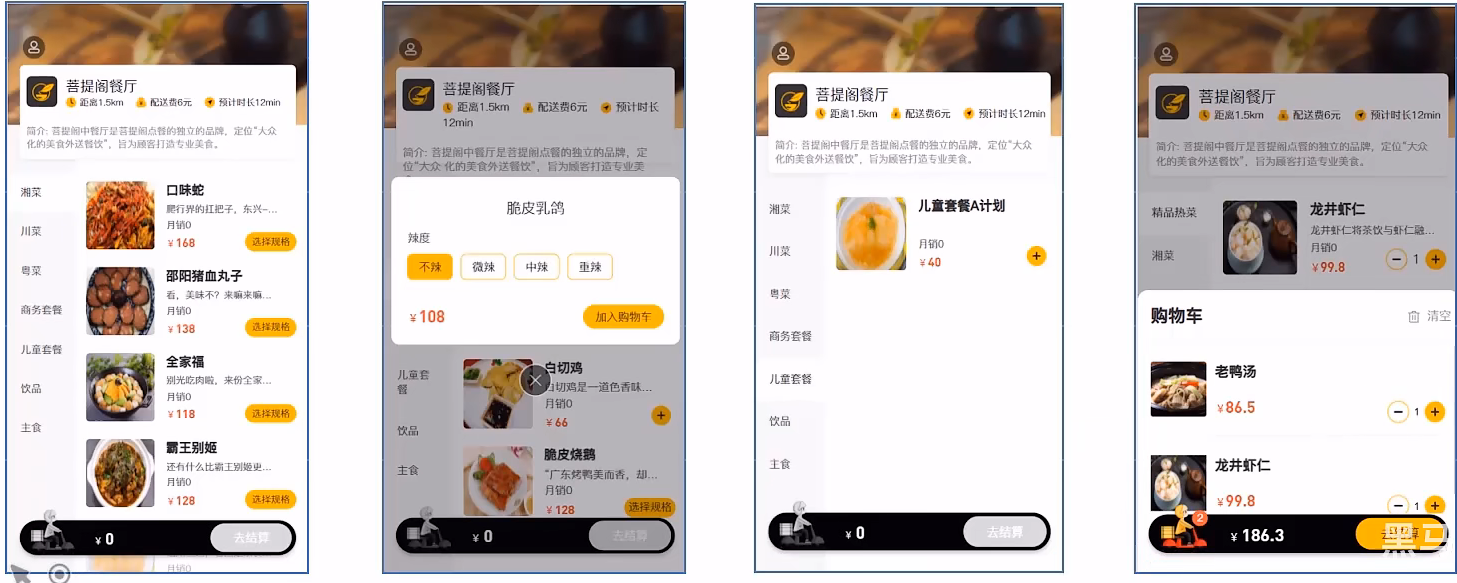 菩提阁餐厅
距离1.5km 配送费6元 预计时长12min
简介: 菩提阁中餐厅是菩提阁点餐的独立的品牌，定位“大众
化的美食外送餐饮”，旨为顾客打造专业美食。
湘菜
川菜
粤菜
商务套餐
儿童套餐
饮品
主食
口味蛇
爬行界的扛把子，东兴-...
月销0
￥168
选择规格
邵阳猪血丸子
看，美味不？来嘛来嘛...
月销0
￥138
选择规格
全家福
别光吃肉啦，来份全家...
月销0
￥118
选择规格
霸王别姬
还有什么比霸王别姬更...
月销0
￥128
选择规格
￥0
去结算
月销0
菩提阁餐厅
距离1.5km 配送费6元 预计时长
12min
简介: 菩提阁中餐厅是菩提阁点餐的独立的品牌，定
位“大众 化的美食外送餐饮”，旨为顾客打造专业美
脆皮乳鸽
辣度
不辣 微辣 中辣 重辣
￥108
加入购物车
儿童套
餐
饮品
主食
白切鸡
白切鸡是一道色香味...
月销0
￥66
脆皮烧鹅
“广东烤鸭美而香，却...
月销0
￥128
选择规格
￥0
去结算
菩提阁餐厅
距离1.5km 配送费6元 预计时长12min
简介: 菩提阁中餐厅是菩提阁点餐的独立的品牌，定位“大众
化的美食外送餐饮”，旨为顾客打造专业美食。
湘菜
川菜
粤菜
商务套餐
儿童套餐
饮品
主食
儿童套餐A计划
月销0
￥40
￥0
去结算
菩提阁餐厅
距离1.5km 配送费6元 预计时长12min
简介: 菩提阁中餐厅是菩提阁点餐的独立的品牌，定位“大众
化的美食外送餐饮”，旨为顾客打造专业美食。
精品热菜
湘菜
龙井虾仁
龙井虾仁将茶饮与虾仁融...
月销0
￥99.8
1
购物车
清空
老鸭汤
￥86.5
1
龙井虾仁
￥99.8
1
2
￥186.3
黑马